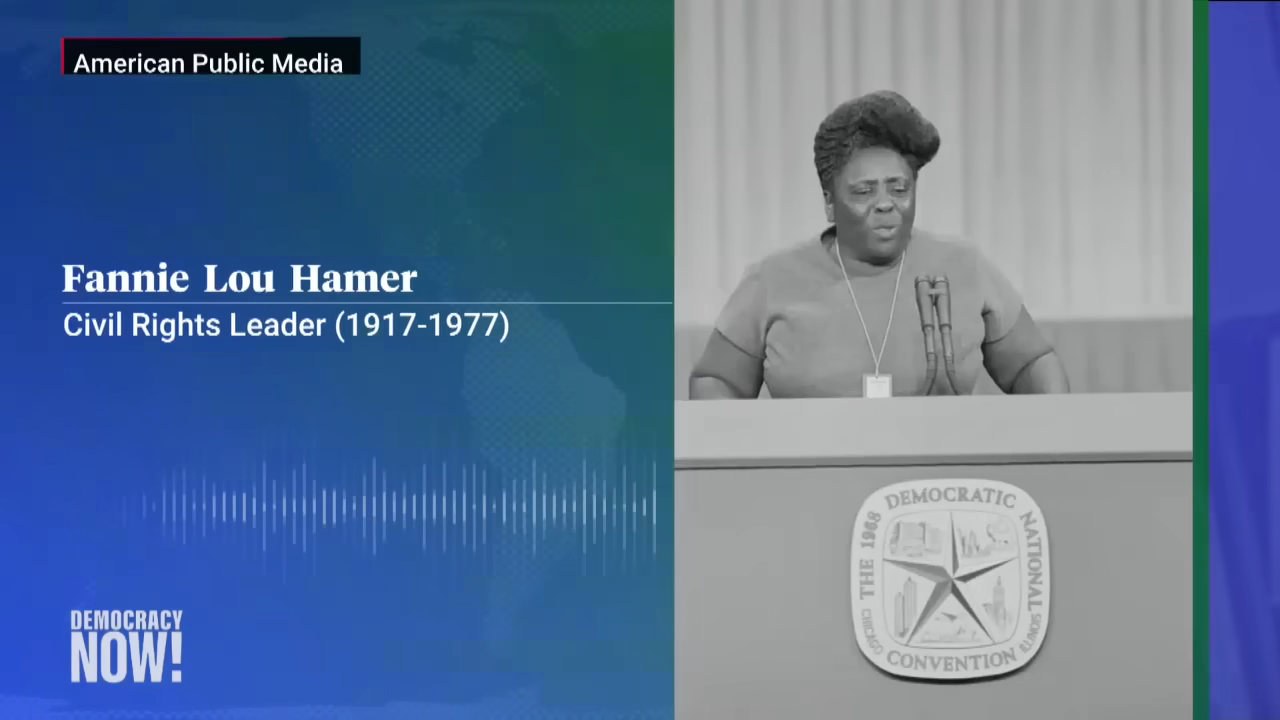 American Public Media
Fannie Lou Hamer
Civil Rights Leader (1917-1977)
DEMOCRACY
NOW!
THE 1968 DEMOCRATIC NATIONAL
CONVENTION
CHICAGO
ILLINOIS